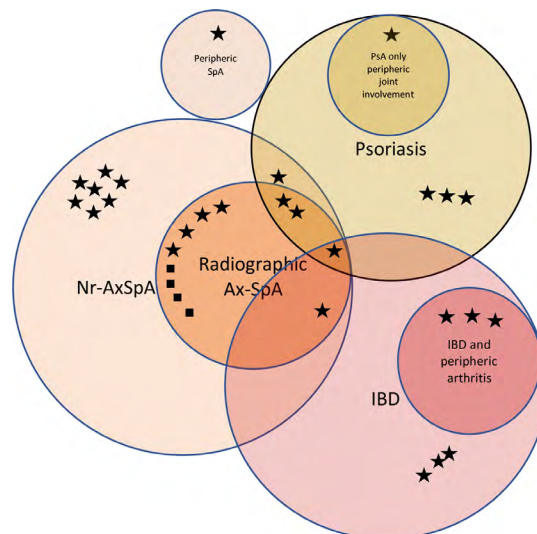 Peripheric
SpA
PsA only
peripheric
joint
involvement
Psoriasis
Radiographic
Ax-SpA
Nr-AxSpA
IBD and
peripheric
arthritis
IBD